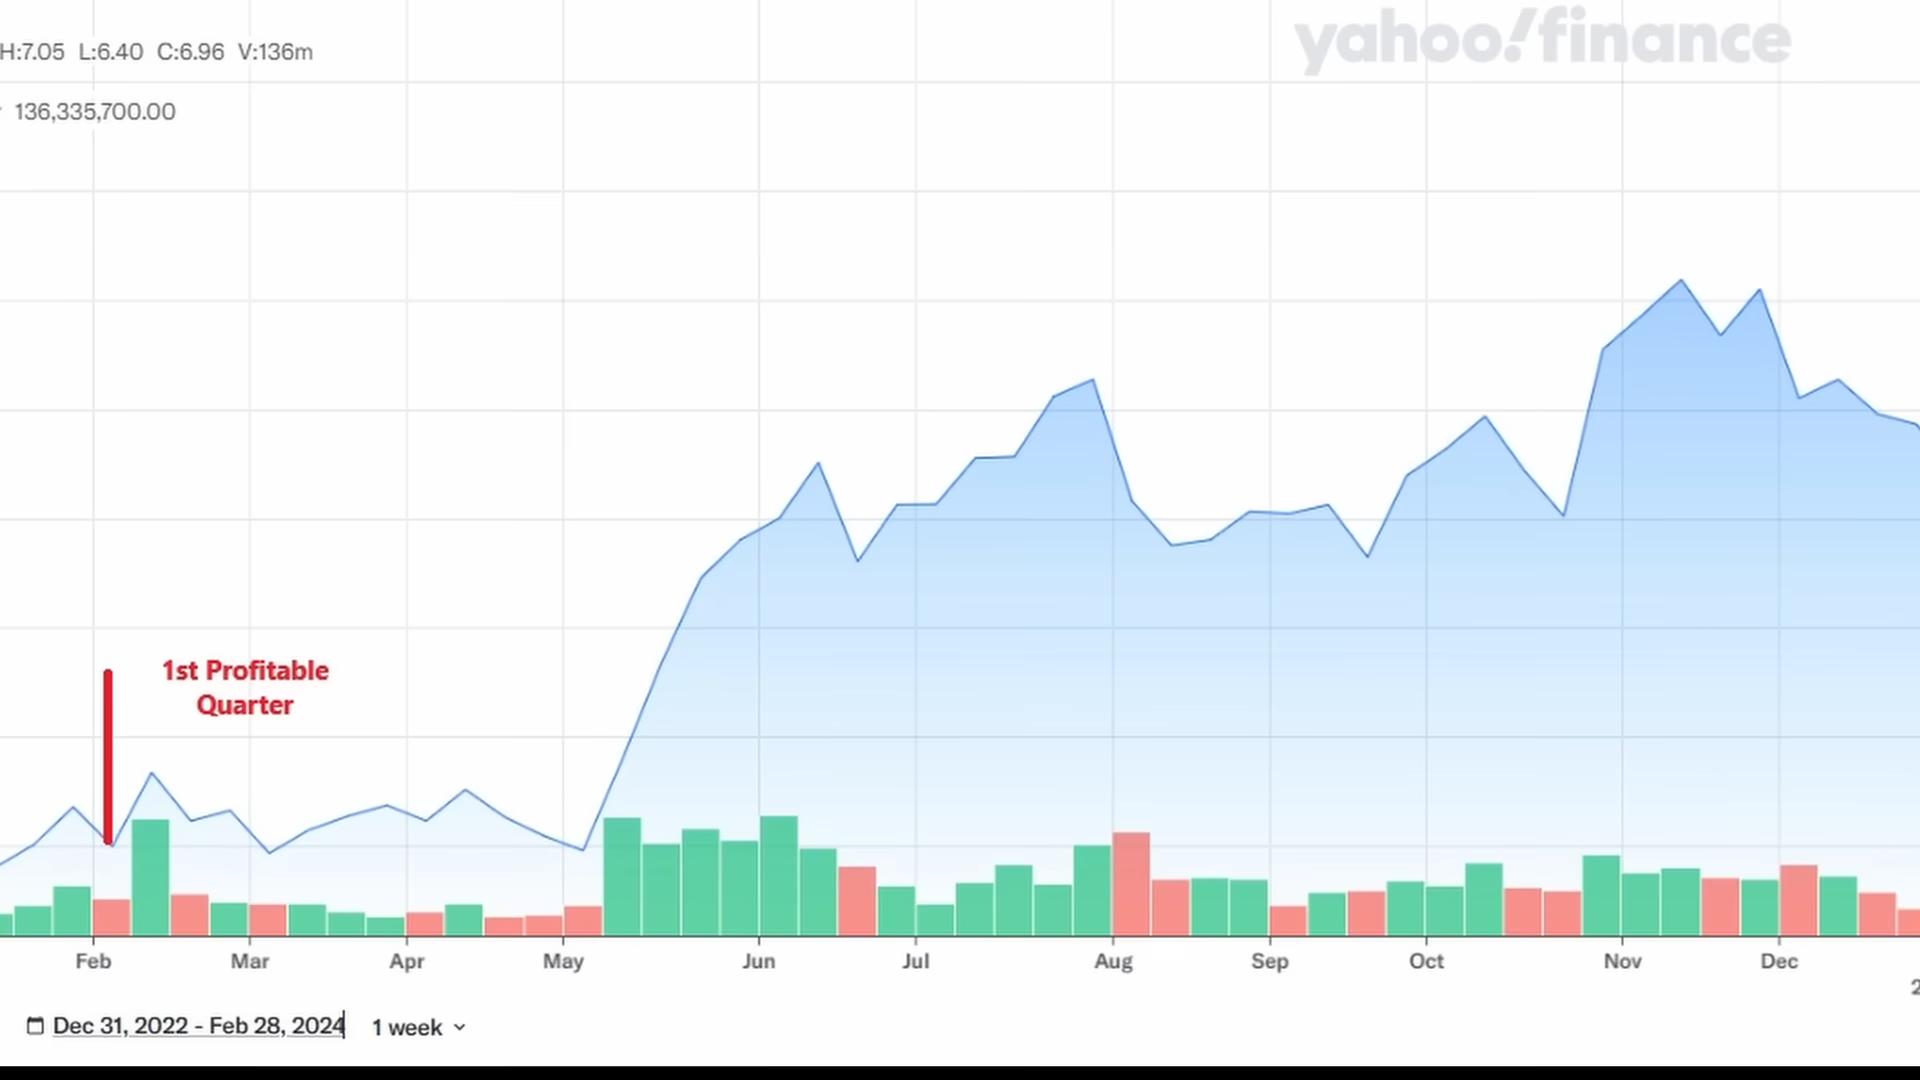 yahoo!finance
H:7.05 L:6.40 C:6.96 V:136m
136,335,700.00
1st Profitable
Quarter
Feb Mar Apr May Jun Jul Aug Sep Oct Nov Dec
2
Dec 31, 2022 - Feb 28, 2024 1 week